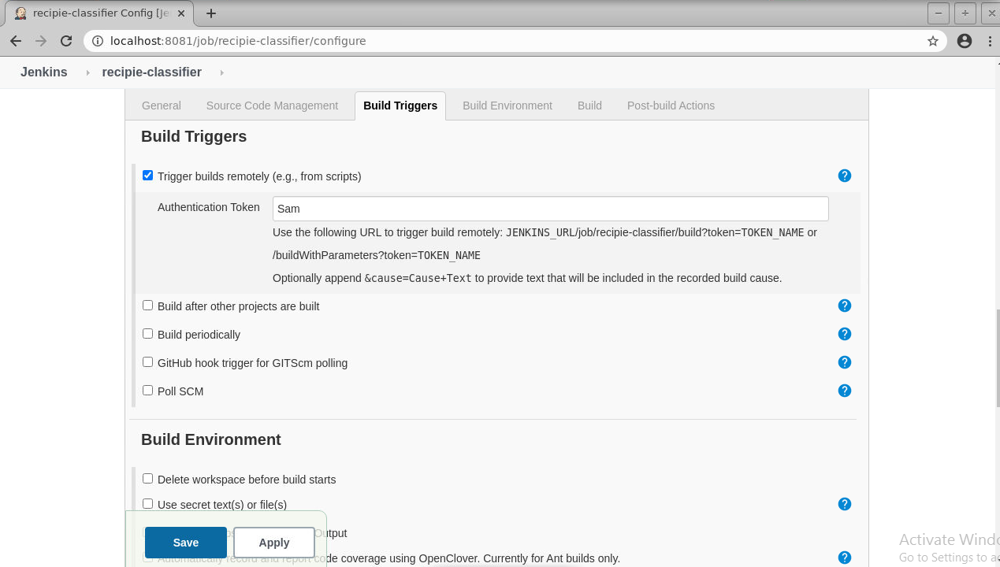 recipie-classifier Config [Je
localhost:8081/job/recipie-classifier/configure
Jenkins recipie-classifier
General Source Code Management Build Triggers Build Environment Build Post-build Actions
Build Triggers
Trigger builds remotely (e.g., from scripts)
Authentication Token Sam
Use the following URL to trigger build remotely: JENKINS_URL/job/recipie-classifier/build?token=TOKEN_NAME or
/buildWithParameters?token=TOKEN_NAME
Optionally append &cause=Cause+Text to provide text that will be included in the recorded build cause.
Build after other projects are built
Build periodically
GitHub hook trigger for GITScm polling
Poll SCM
Build Environment
Delete workspace before build starts
Use secret text(s) or file(s)
Output
Save Apply
Automatically record and report code coverage using OpenClover. Currently for Ant builds only.
Activate Windo
Go to Settings to a